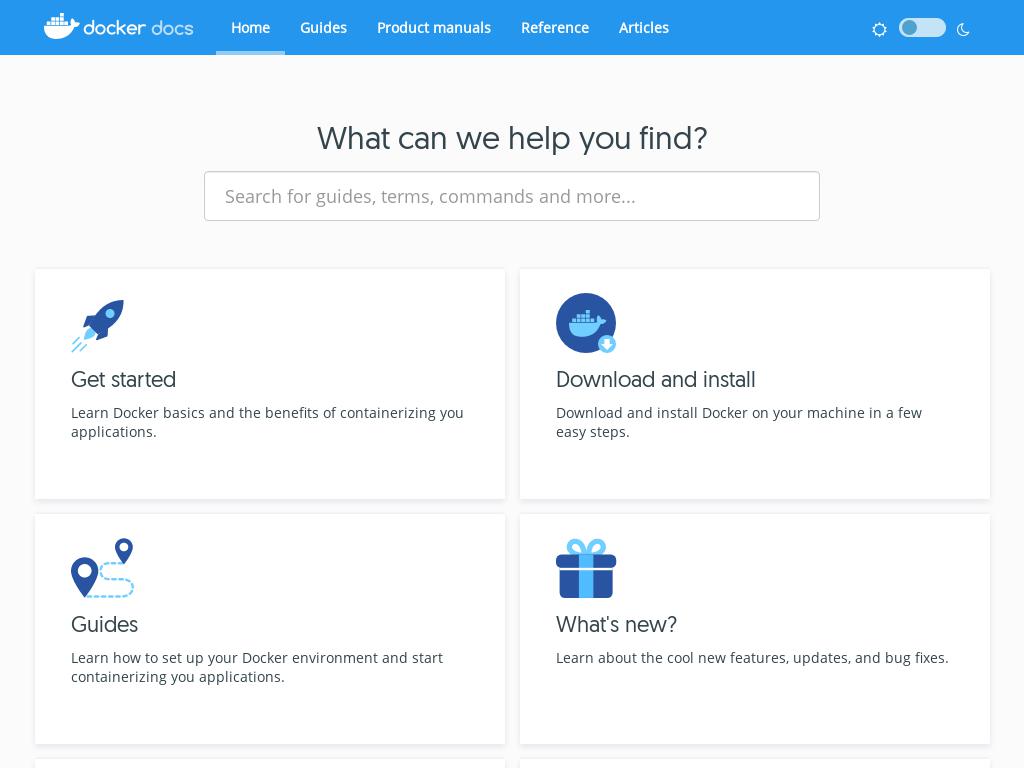 docker docs
Home
Guides
Product manuals
Reference
Articles
What can we help you find?
Search for guides, terms, commands and more...
Get started
Learn Docker basics and the benefits of containerizing you
applications.
Download and install
Download and install Docker on your machine in a few
easy steps.
Guides
Learn how to set up your Docker environment and start
containerizing you applications.
What's new?
Learn about the cool new features, updates, and bug fixes.